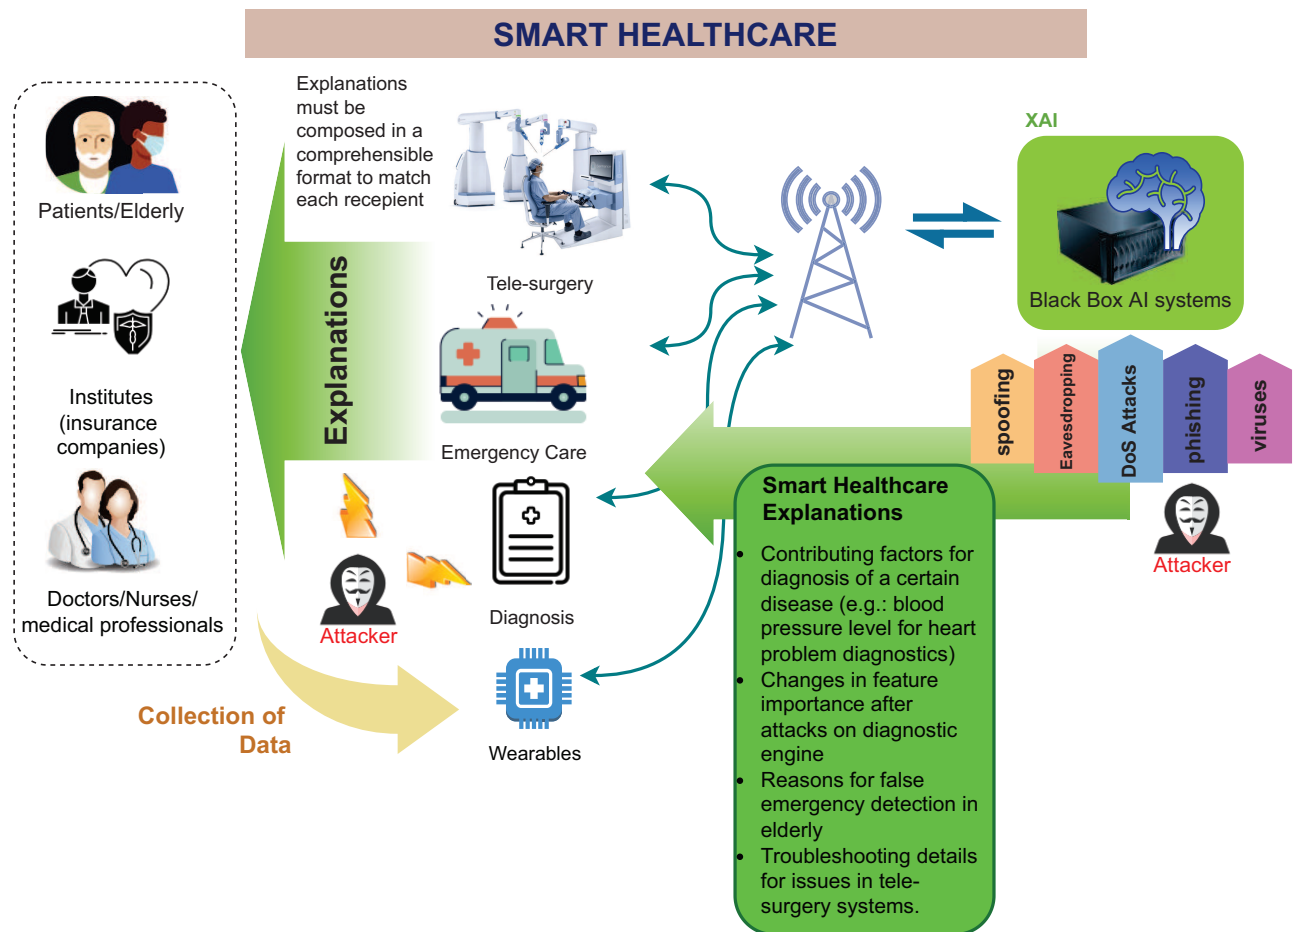 SMART HEALTHCARE
Explanations
must be
composed in a
comprehensible
format to match
each recepient
Patients/Elderly
Institutes
(insurance
companies)
Doctors/Nurses/
medical professionals
Explanations
Tele-surgery
Emergency Care
Diagnosis
Wearables
Attacker
Collection of
Data
XAI
Black Box AI systems
spoofing
Eavesdropping
DoS Attacks
phishing
viruses
Attacker
Smart Healthcare
Explanations
• Contributing factors for
diagnosis of a certain
disease (e.g.: blood
pressure level for heart
problem diagnostics)
• Changes in feature
importance after
attacks on diagnostic
engine
• Reasons for false
emergency detection in
elderly
• Troubleshooting details
for issues in tele-
surgery systems.